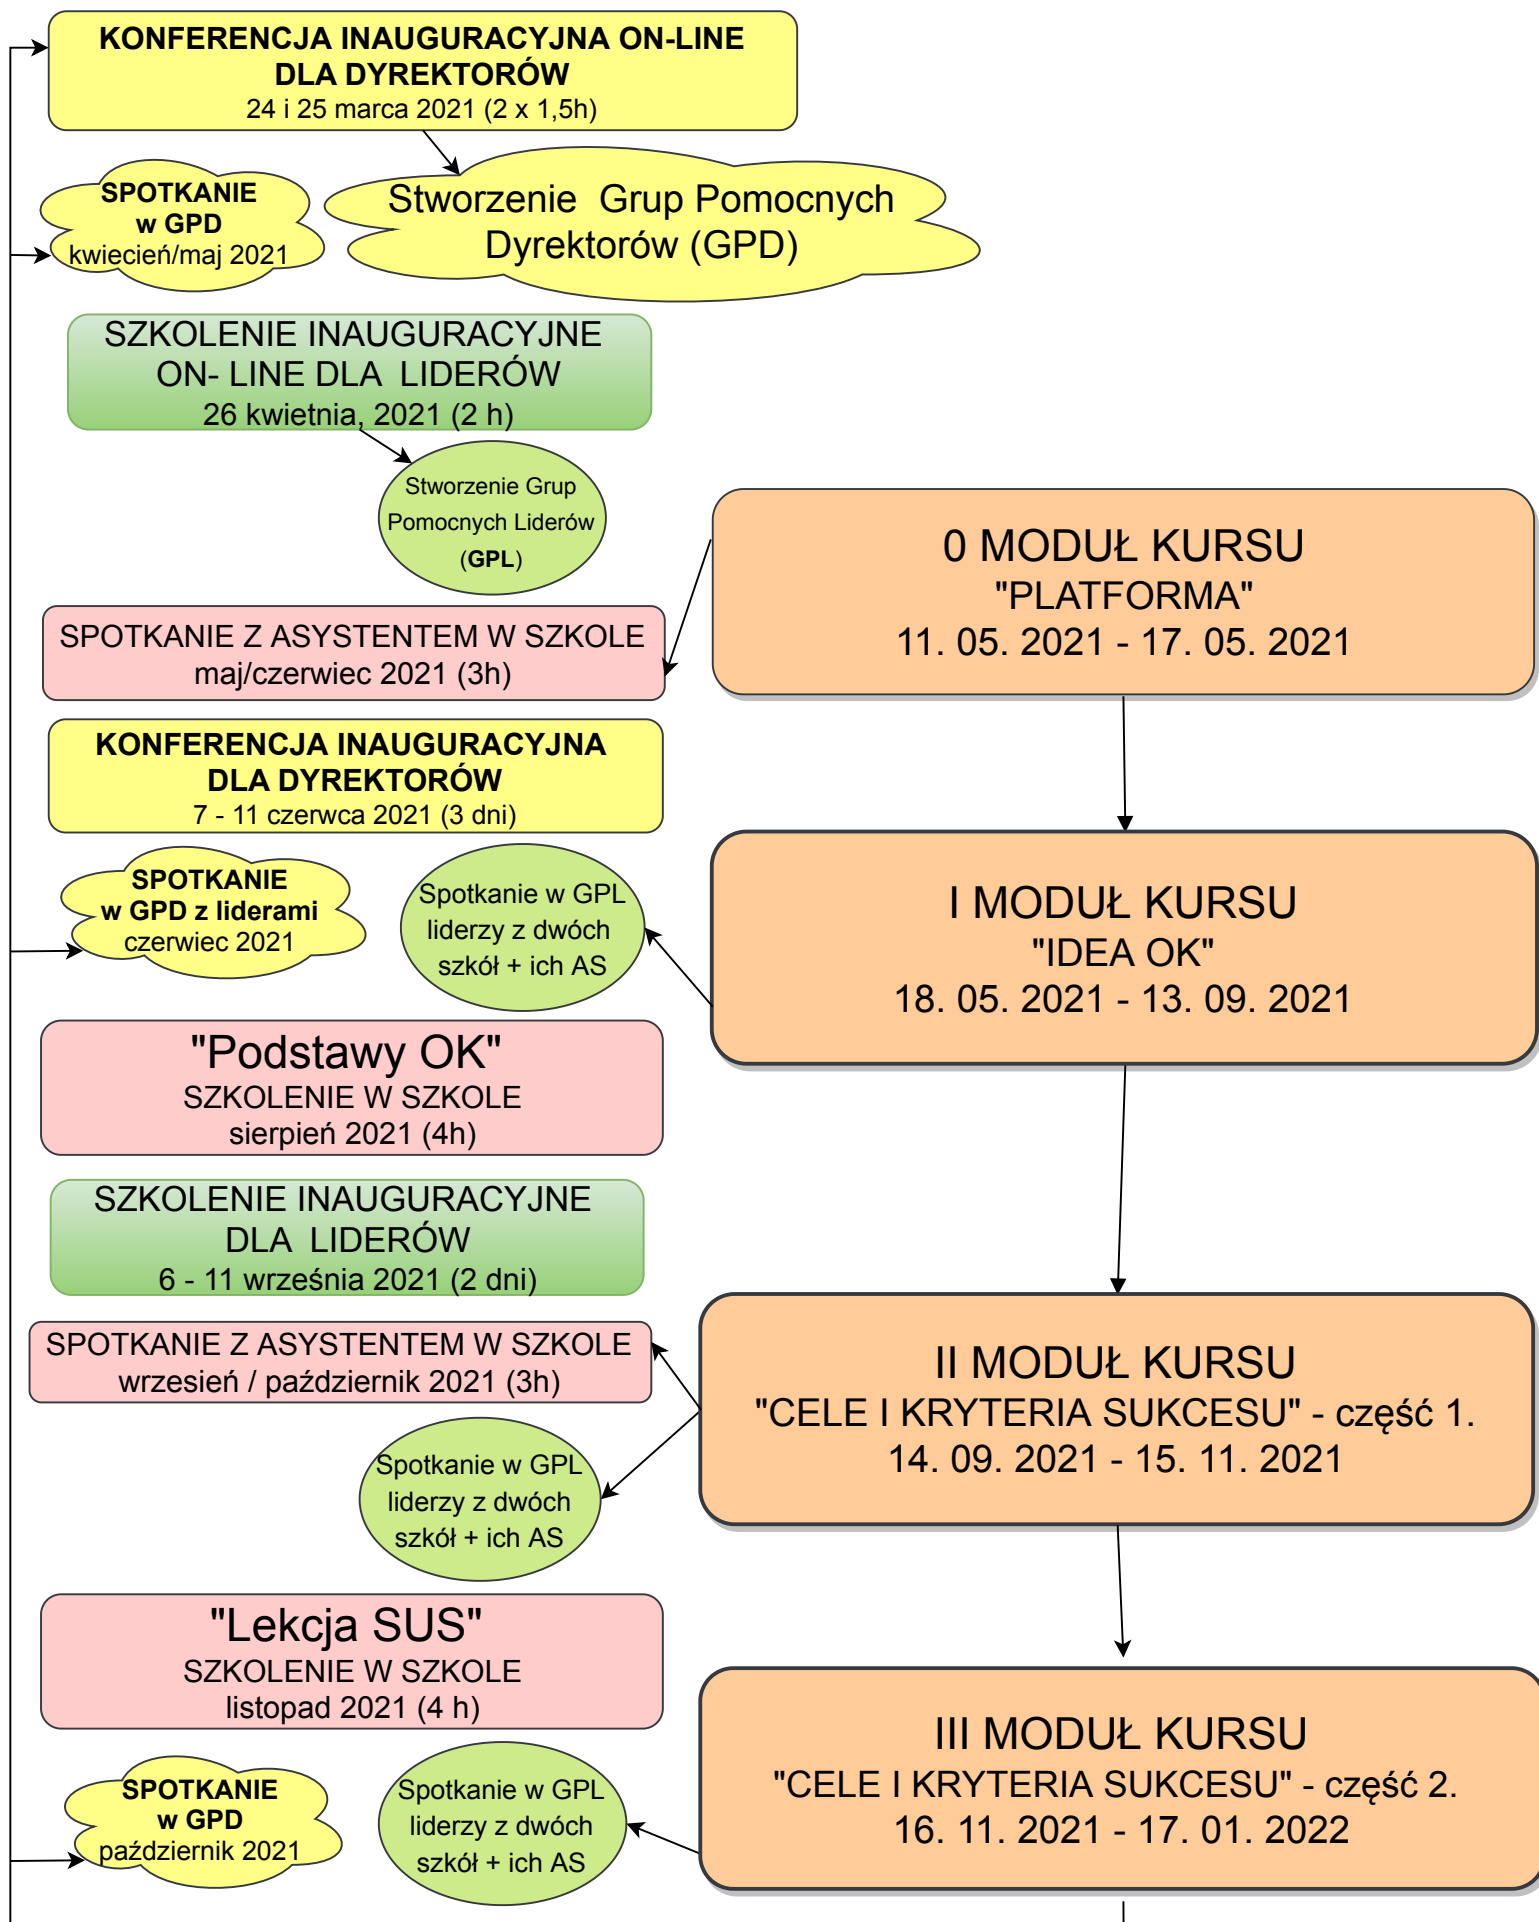 KONFERENCJA INAUGURACYJNA ON-LINE
DLA DYREKTORÓW
24 i 25 marca 2021 (2 x 1,5h)
SPOTKANIE
w GPD
kwiecień/maj 2021
Stworzenie Grup Pomocnych
Dyrektorów (GPD)
SZKOLENIE INAUGURACYJNE
ON- LINE DLA LIDERÓW
26 kwietnia, 2021 (2 h)
Stworzenie Grup
Pomocnych Liderów
(GPL)
0 MODUŁ KURSU
"PLATFORMA"
11. 05. 2021 - 17. 05. 2021
SPOTKANIE Z ASYSTENTEM W SZKOLE
maj/czerwiec 2021 (3h)
KONFERENCJA INAUGURACYJNA
DLA DYREKTORÓW
7 - 11 czerwca 2021 (3 dni)
SPOTKANIE
w GPD z liderami
czerwiec 2021
Spotkanie w GPL
liderzy z dwóch
szkół + ich AS
I MODUŁ KURSU
"IDEA OK"
18. 05. 2021 - 13. 09. 2021
"Podstawy OK"
SZKOLENIE W SZKOLE
sierpień 2021 (4h)
SZKOLENIE INAUGURACYJNE
DLA LIDERÓW
6 - 11 września 2021 (2 dni)
SPOTKANIE Z ASYSTENTEM W SZKOLE
wrzesień / październik 2021 (3h)
II MODUŁ KURSU
"CELE I KRYTERIA SUKCESU" - część 1.
14. 09. 2021 - 15. 11. 2021
Spotkanie w GPL
liderzy z dwóch
szkół + ich AS
"Lekcja SUS"
SZKOLENIE W SZKOLE
listopad 2021 (4 h)
III MODUŁ KURSU
"CELE I KRYTERIA SUKCESU" - część 2.
16. 11. 2021 - 17. 01. 2022
SPOTKANIE
w GPD
październik 2021
Spotkanie w GPL
liderzy z dwóch
szkół + ich AS